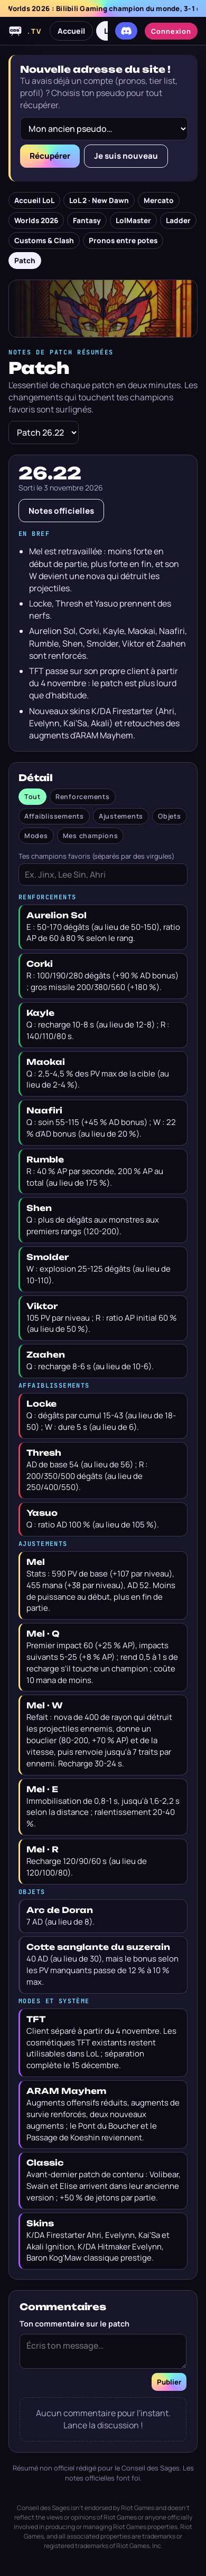 Worlds 2026 : Bilibili Gaming champion du monde, 3-1
.TV
Accueil
L
Connexion
Nouvelle adresse du site !
Tu avais déjà un compte (pronos, tier list, profil) ? Choisis ton pseudo pour tout récupérer.
Mon ancien pseudo…
Récupérer
Je suis nouveau
Accueil LoL
LoL 2 · New Dawn
Mercato
Worlds 2026
Fantasy
LolMaster
Ladder
Customs & Clash
Pronos entre potes
Patch
NOTES DE PATCH RÉSUMÉES
Patch
L'essentiel de chaque patch en deux minutes. Les changements qui touchent tes champions favoris sont surlignés.
Patch 26.22
26.22
Sorti le 3 novembre 2026
Notes officielles
EN BREF
Mel est retravaillée : moins forte en début de partie, plus forte en fin, et son W devient une nova qui détruit les projectiles.
Locke, Thresh et Yasuo prennent des nerfs.
Aurelion Sol, Corki, Kayle, Maokai, Naafiri, Rumble, Shen, Smolder, Viktor et Zaahen sont renforcés.
TFT passe sur son propre client à partir du 4 novembre : le patch est plus lourd que d'habitude.
Nouveaux skins K/DA Firestarter (Ahri, Evelynn, Kai'Sa, Akali) et retouches des augments d'ARAM Mayhem.
Détail
Tout
Renforcements
Affaiblissements
Ajustements
Objets
Modes
Mes champions
Tes champions favoris (séparés par des virgules)
Ex. Jinx, Lee Sin, Ahri
RENFORCEMENTS
Aurelion Sol
E : 50-170 dégâts (au lieu de 50-150), ratio AP de 60 à 80 % selon le rang.
Corki
R : 100/190/280 dégâts (+90 % AD bonus) ; gros missile 200/380/560 (+180 %).
Kayle
Q : recharge 10-8 s (au lieu de 12-8) ; R : 140/110/80 s.
Maokai
Q : 2,5-4,5 % des PV max de la cible (au lieu de 2-4 %).
Naafiri
Q : soin 55-115 (+45 % AD bonus) ; W : 22 % d'AD bonus (au lieu de 20 %).
Rumble
R : 40 % AP par seconde, 200 % AP au total (au lieu de 175 %).
Shen
Q : plus de dégâts aux monstres aux premiers rangs (120-200).
Smolder
W : explosion 25-125 dégâts (au lieu de 10-110).
Viktor
105 PV par niveau ; R : ratio AP initial 60 % (au lieu de 50 %).
Zaahen
Q : recharge 8-6 s (au lieu de 10-6).
AFFAIBLISSEMENTS
Locke
Q : dégâts par cumul 15-43 (au lieu de 18-50) ; W : dure 5 s (au lieu de 6).
Thresh
AD de base 54 (au lieu de 56) ; R : 200/350/500 dégâts (au lieu de 250/400/550).
Yasuo
Q : ratio AD 100 % (au lieu de 105 %).
AJUSTEMENTS
Mel
Stats : 590 PV de base (+107 par niveau), 455 mana (+38 par niveau), AD 52. Moins de puissance au début, plus en fin de partie.
Mel · Q
Premier impact 60 (+25 % AP), impacts suivants 5-25 (+8 % AP) ; rend 0,5 à 1 s de recharge s'il touche un champion ; coûte 10 mana de moins.
Mel · W
Refait : nova de 400 de rayon qui détruit les projectiles ennemis, donne un bouclier (80-200, +70 % AP) et de la vitesse, puis renvoie jusqu'à 7 traits par ennemi. Recharge 30-24 s.
Mel · E
Immobilisation de 0,8-1 s, jusqu'à 1,6-2,2 s selon la distance ; ralentissement 20-40 %.
Mel · R
Recharge 120/90/60 s (au lieu de 120/100/80).
OBJETS
Arc de Doran
7 AD (au lieu de 8).
Cotte sanglante du suzerain
40 AD (au lieu de 30), mais le bonus selon les PV manquants passe de 12 % à 10 % max.
MODES ET SYSTÈME
TFT
Client séparé à partir du 4 novembre. Les cosmétiques TFT existants restent utilisables dans LoL ; séparation complète le 15 décembre.
ARAM Mayhem
Augments offensifs réduits, augments de survie renforcés, deux nouveaux augments ; le Pont du Boucher et le Passage de Koeshin reviennent.
Classic
Avant-dernier patch de contenu : Volibear, Swain et Elise arrivent dans leur ancienne version ; +50 % de jetons par partie.
Skins
K/DA Firestarter Ahri, Evelynn, Kai'Sa et Akali Ignition, K/DA Hitmaker Evelynn, Baron Kog'Maw classique prestige.
Commentaires
Ton commentaire sur le patch
Écris ton message…
Publier
Aucun commentaire pour l'instant. Lance la discussion !
Résumé non officiel rédigé pour le Conseil des Sages. Les notes officielles font foi.
Conseil des Sages isn't endorsed by Riot Games and doesn't reflect the views or opinions of Riot Games or anyone officially involved in producing or managing Riot Games properties. Riot Games, and all associated properties are trademarks or registered trademarks of Riot Games, Inc.